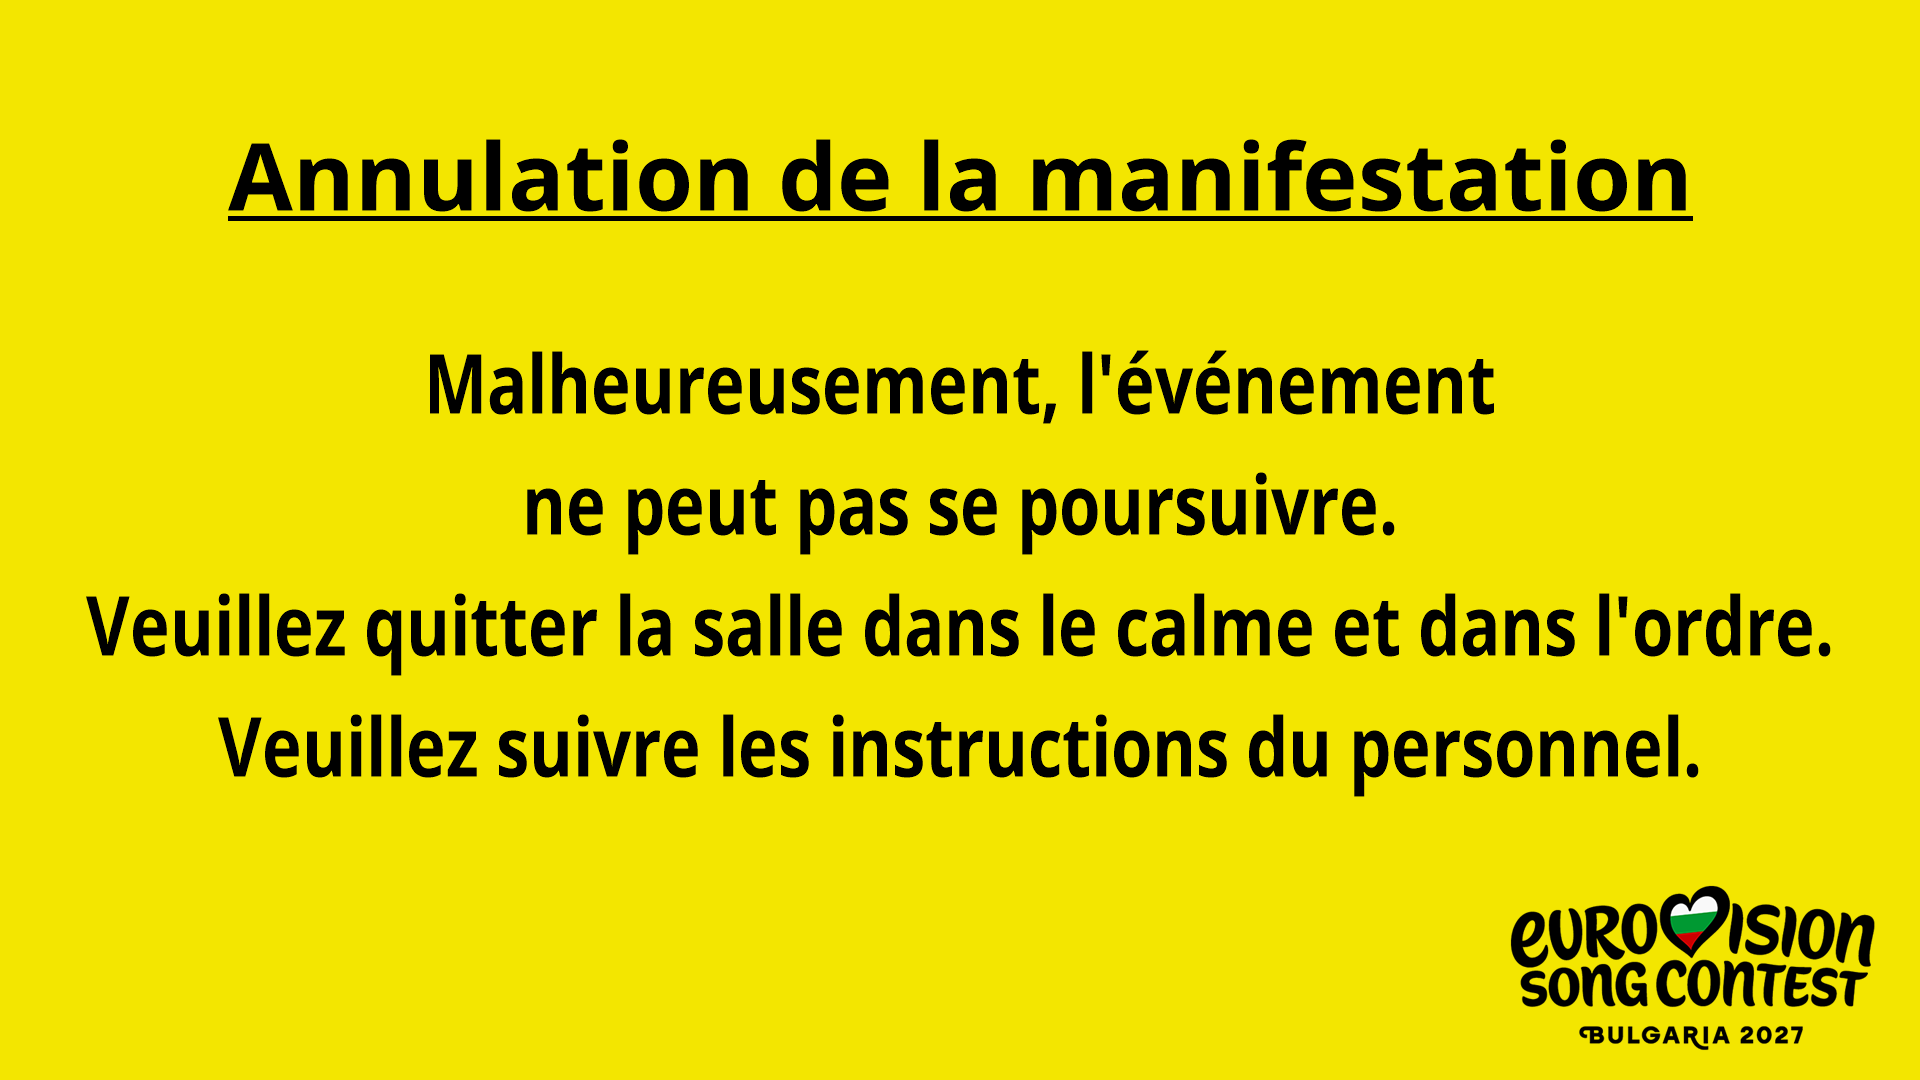 Annulation de la manifestation
Malheureusement, l'événement
ne peut pas se poursuivre.
Veuillez quitter la salle dans le calme et dans l'ordre.
Veuillez suivre les instructions du personnel.
EUROVISION
SONG CONTEST
BULGARIA 2027